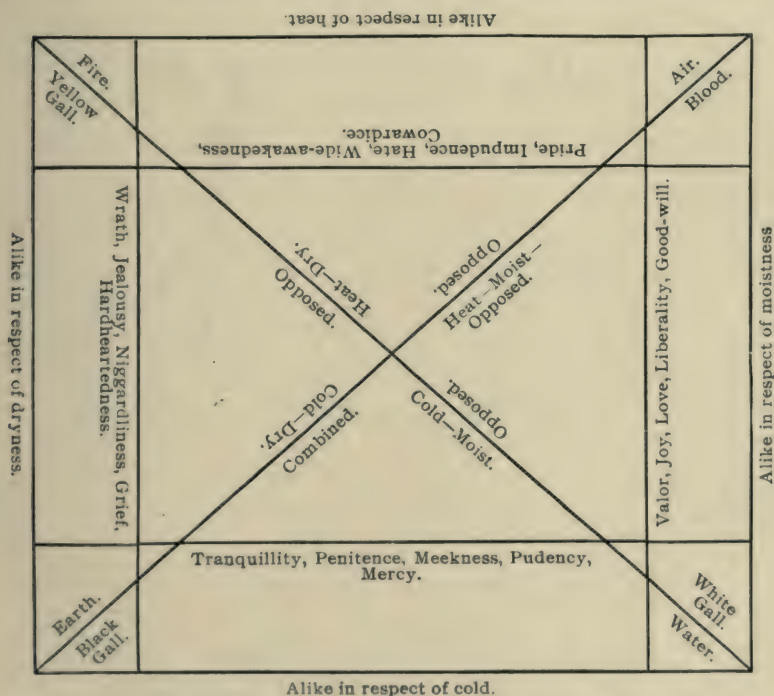 Alike in respect of heat.
Fire.
Yellow
Gall.
Air.
Blood.
Pride, Impudence, Hate, Wide-awakedness,
Cowardice.
Alike in respect of dryness.
Wrath, Jealousy, Niggardliness, Grief,
Hardheartedness.
Heat—Dry.
Opposed.
Opposed.
Heat—Moist—
Opposed.
Cold—Dry.
Combined.
Opposed.
Cold—Moist.
Valor, Joy, Love, Liberality, Good-will.
Alike in respect of moistness
Tranquillity, Penitence, Meekness, Pudency,
Mercy.
Earth.
Black
Gall.
White
Gall.
Water.
Alike in respect of cold.